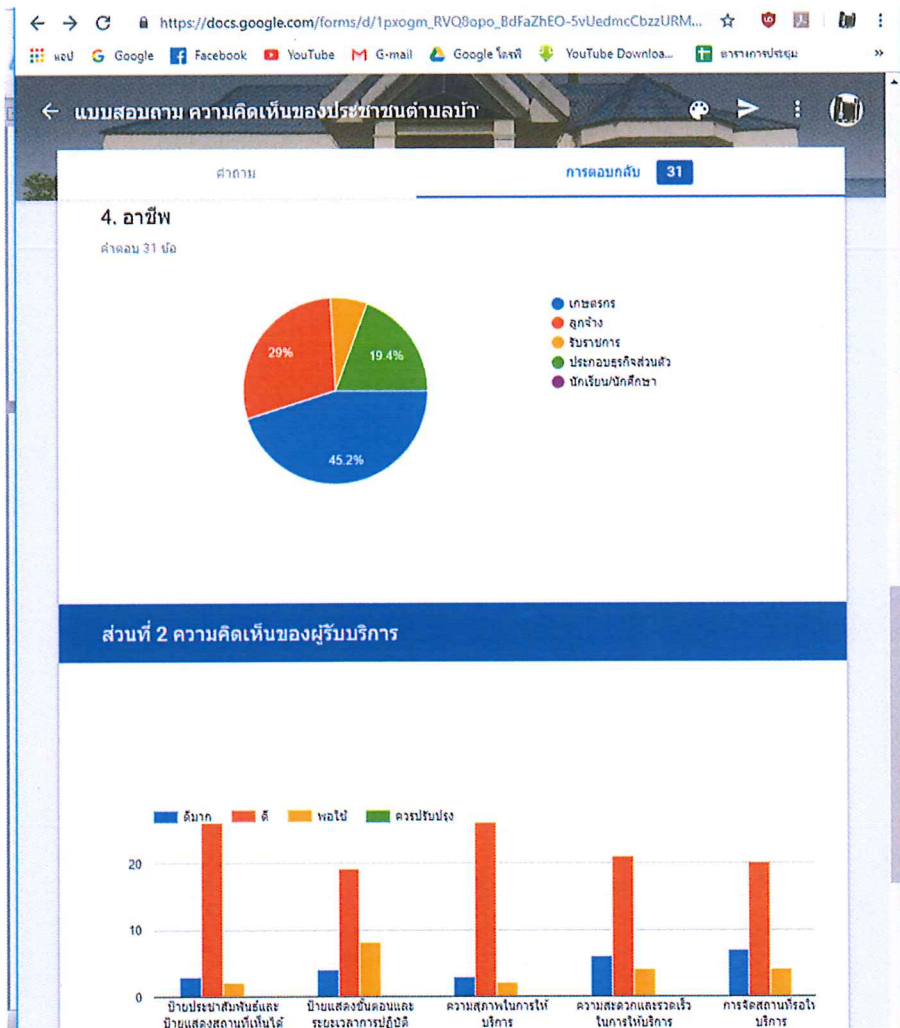 https://docs.google.com/forms/d/1pxogm_RVQ8opo_BdFaZhEO-5vUedmcCbzzURM...
แอป Google Facebook YouTube G-mail Google ไดรฟ์ YouTube Downloa... ตารางการประชุม »
แบบสอบถาม ความคิดเห็นของประชาชนตำบลบ้า
คำถาม
การตอบกลับ 31
4. อาชีพ
คำตอบ 31 ข้อ
เกษตรกร
ลูกจ้าง
รับราชการ
ประกอบธุรกิจส่วนตัว
นักเรียน/นักศึกษา
29%
19.4%
45.2%
ส่วนที่ 2 ความคิดเห็นของผู้รับบริการ
ดีมาก ดี พอใช้ ควรปรับปรุง
20
10
0
ป้ายประชาสัมพันธ์และ
ป้ายแสดงสถานที่เห็นได้
ป้ายแสดงขั้นตอนและ
ระยะเวลาการปฏิบัติ
ความสุภาพในการให้
บริการ
ความสะดวกและรวดเร็ว
ในการให้บริการ
การจัดสถานที่รอใ
บริการ